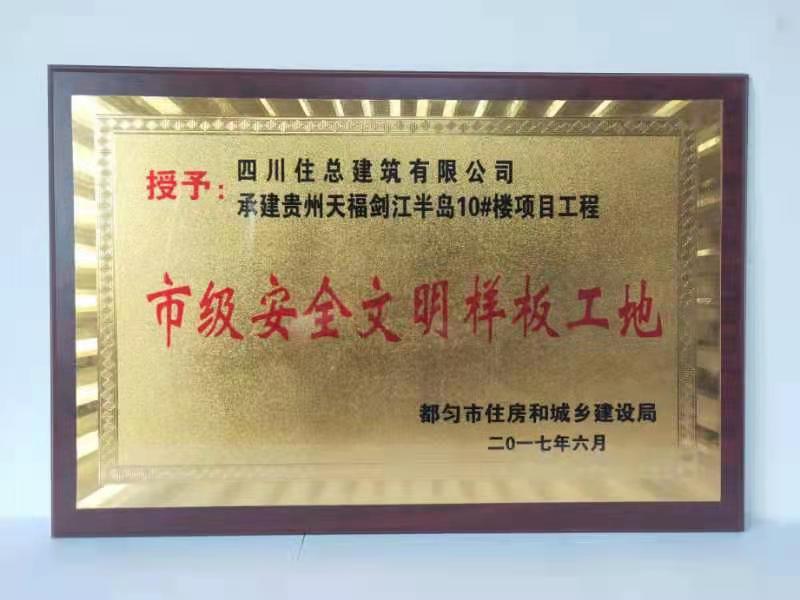 授予：
四川住总建筑有限公司
承建贵州天福剑江半岛10#楼项目工程
市级安全文明样板工地
都匀市住房和城乡建设局
二0一七年六月